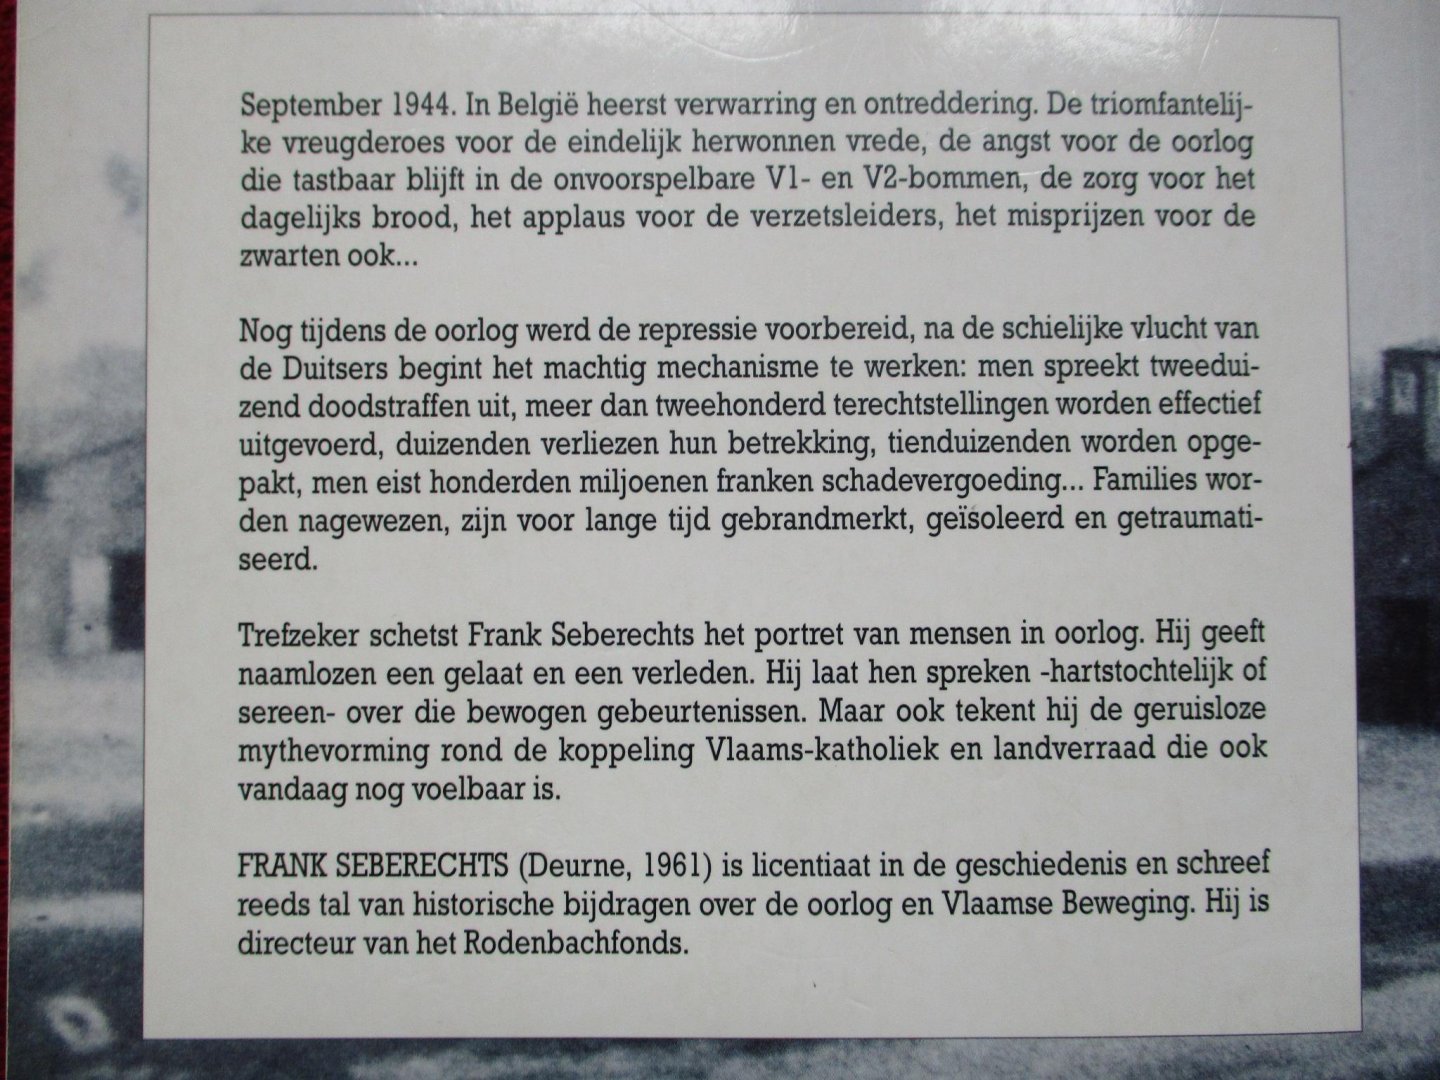 September 1944. In België heerst verwarring en ontreddering. De triomfantelij-
ke vreugderoes voor de eindelijk herwonnen vrede, de angst voor de oorlog
die tastbaar blijft in de onvoorspelbare V1- en V2-bommen, de zorg voor het
dagelijks brood, het applaus voor de verzetsleiders, het misprijzen voor de
zwarten ook...
Nog tijdens de oorlog werd de repressie voorbereid, na de schielijke vlucht van
de Duitsers begint het machtig mechanisme te werken: men spreekt tweedui-
zend doodstraffen uit, meer dan tweehonderd terechtstellingen worden effectief
uitgevoerd, duizenden verliezen hun betrekking, tienduizenden worden opge-
pakt, men eist honderden miljoenen franken schadevergoeding... Families wor-
den nagewezen, zijn voor lange tijd gebrandmerkt, geïsoleerd en getraumati-
seerd.
Trefzeker schetst Frank Seberechts het portret van mensen in oorlog. Hij geeft
naamlozen een gelaat en een verleden. Hij laat hen spreken -hartstochtelijk of
sereen- over die bewogen gebeurtenissen. Maar ook tekent hij de geruisloze
mythevorming rond de koppeling Vlaams-katholiek en landverraad die ook
vandaag nog voelbaar is.
FRANK SEBERECHTS (Deurne, 1961) is licentiaat in de geschiedenis en schreef
reeds tal van historische bijdragen over de oorlog en Vlaamse Beweging. Hij is
directeur van het Rodenbachfonds.